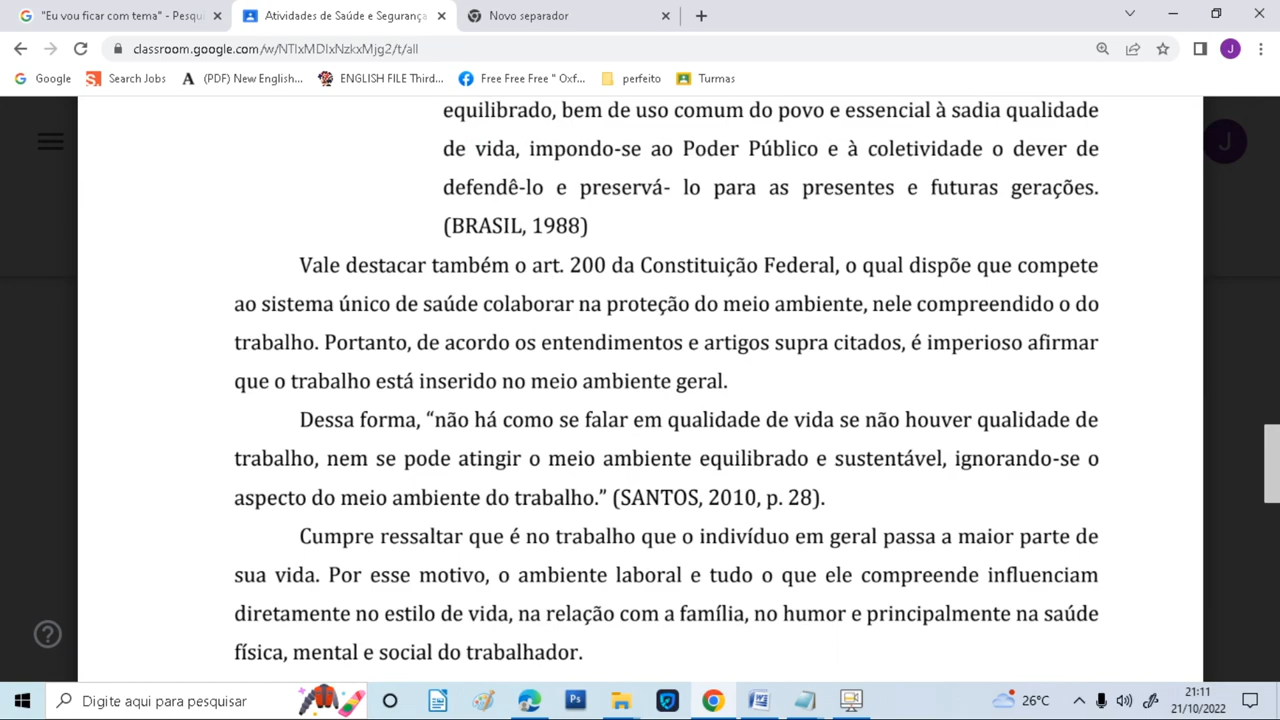 "Eu vou ficar com tema" - Pesqui
Atividades de Saúde e Segurança
Novo separador
classroom.google.com/w/NTIxMDIxNzkxMjg2/t/all
J
Google
Search Jobs
(PDF) New English...
ENGLISH FILE Third...
Free Free Free " Oxf...
perfeito
Turmas
equilibrado, bem de uso comum do povo e essencial à sadia qualidade
de vida, impondo-se ao Poder Público e à coletividade o dever de
defendê-lo e preservá- lo para as presentes e futuras gerações.
(BRASIL, 1988)
J
Vale destacar também o art. 200 da Constituição Federal, o qual dispõe que compete
ao sistema único de saúde colaborar na proteção do meio ambiente, nele compreendido o do
trabalho. Portanto, de acordo os entendimentos e artigos supra citados, é imperioso afirmar
que o trabalho está inserido no meio ambiente geral.
Dessa forma, “não há como se falar em qualidade de vida se não houver qualidade de
trabalho, nem se pode atingir o meio ambiente equilibrado e sustentável, ignorando-se o
aspecto do meio ambiente do trabalho.” (SANTOS, 2010, p. 28).
Cumpre ressaltar que é no trabalho que o indivíduo em geral passa a maior parte de
sua vida. Por esse motivo, o ambiente laboral e tudo o que ele compreende influenciam
diretamente no estilo de vida, na relação com a família, no humor e principalmente na saúde
física, mental e social do trabalhador.
Digite aqui para pesquisar
Ps
26°C
21:11
21/10/2022